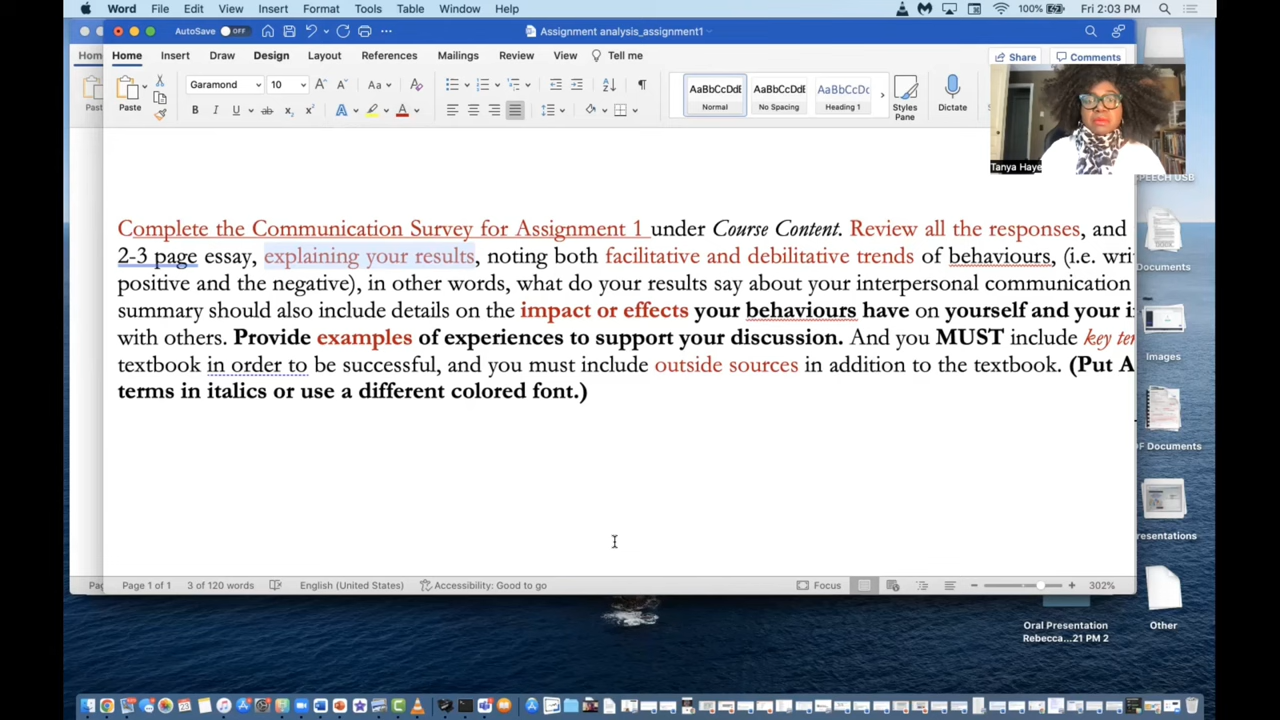 Word File Edit View Insert Format Tools Table Window Help 100% Fri 2:03 PM
AutoSave OFF Assignment analysis_assignment1
Home Insert Draw Design Layout References Mailings Review View Tell me Share Comments
Garamond 10
Paste
AaBbCcDdE AaBbCcDdE AaBbCcDc
Normal No Spacing Heading 1 Styles Pane Dictate
Tanya Haye
PEECH USB
Complete the Communication Survey for Assignment 1 under Course Content. Review all the responses, and
2-3 page essay, explaining your results, noting both facilitative and debilitative trends of behaviours, (i.e. wri
positive and the negative), in other words, what do your results say about your interpersonal communication
summary should also include details on the impact or effects your behaviours have on yourself and your i
with others. Provide examples of experiences to support your discussion. And you MUST include key ter
textbook in order to be successful, and you must include outside sources in addition to the textbook. (Put A
terms in italics or use a different colored font.)
Documents
Images
F Documents
resentations
Other
Page 1 of 1 3 of 120 words English (United States) Accessibility: Good to go Focus 302%
Oral Presentation
Rebecca...21 PM 2